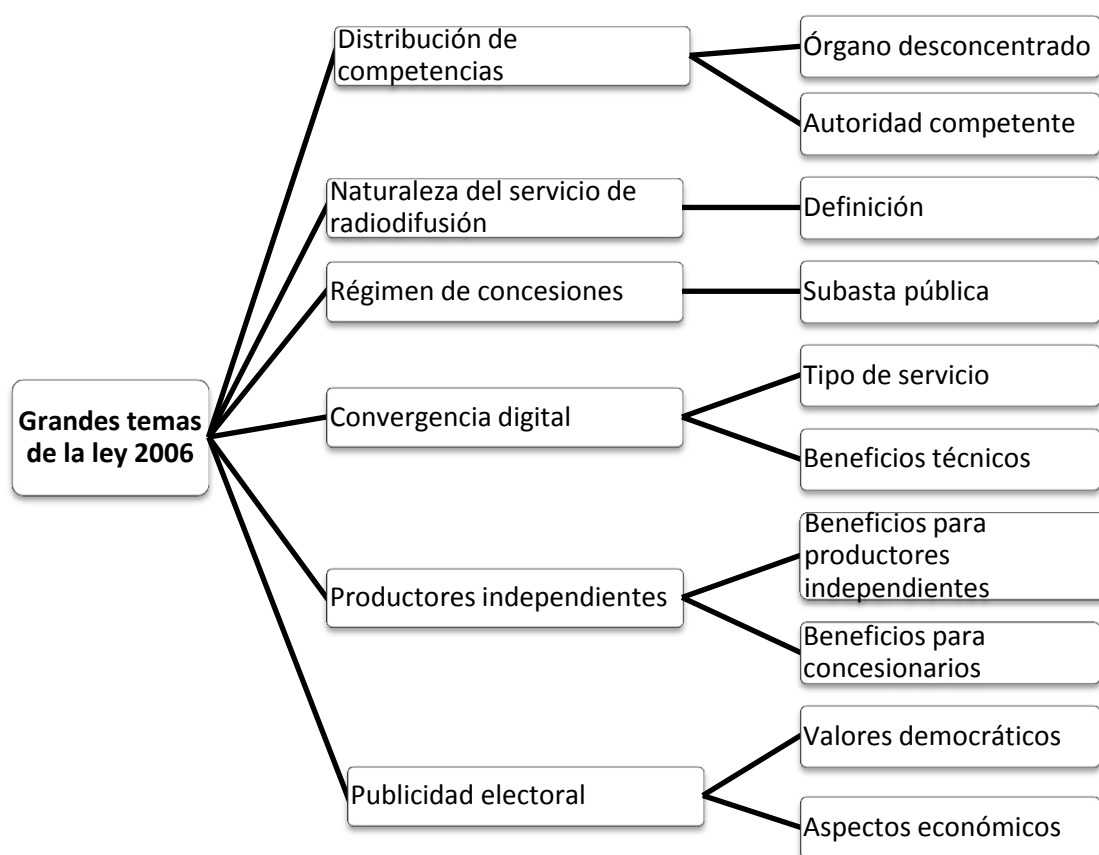 Grandes temas
de la ley 2006
Distribución de
competencias
Órgano desconcentrado
Autoridad competente
Naturaleza del servicio de
radiodifusión
Definición
Régimen de concesiones
Subasta pública
Convergencia digital
Tipo de servicio
Beneficios técnicos
Productores independientes
Beneficios para
productores
independientes
Beneficios para
concesionarios
Publicidad electoral
Valores democráticos
Aspectos económicos